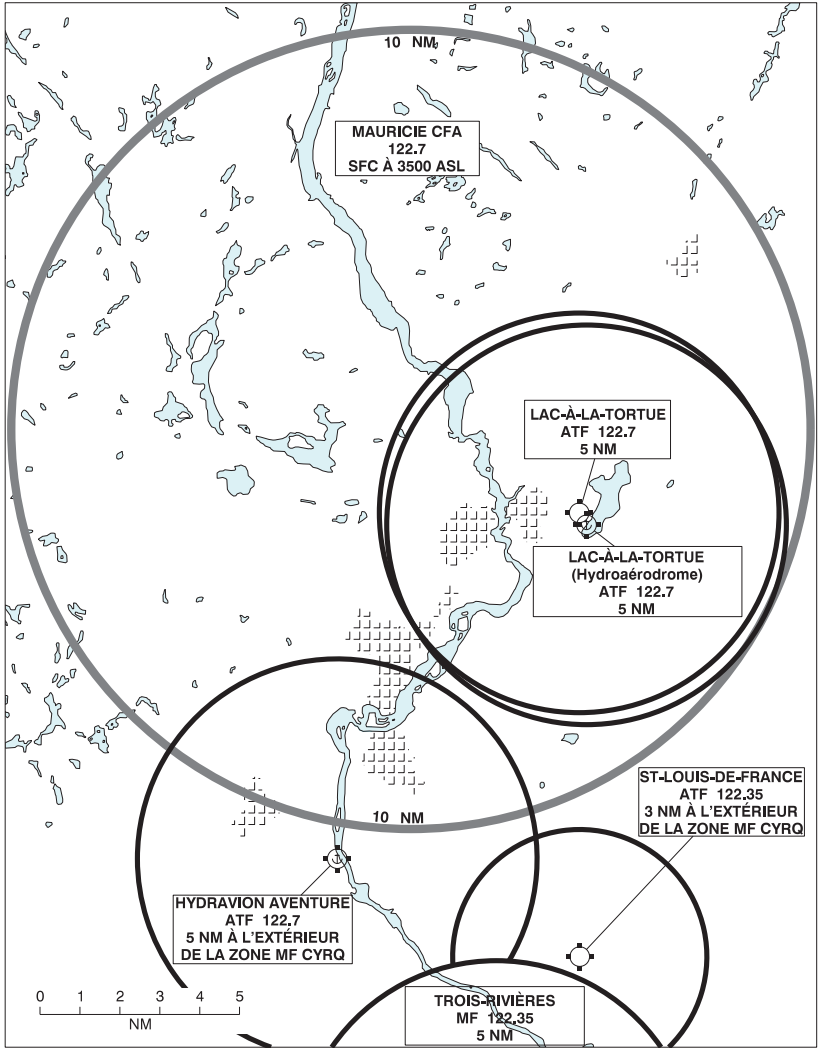 10 NM
MAURICIE CFA
122.7
SFC À 3500 ASL
LAC-À-LA-TORTUE
ATF 122.7
5 NM
LAC-À-LA-TORTUE
(Hydroaérodrome)
ATF 122.7
5 NM
ST-LOUIS-DE-FRANCE
ATF 122.35
3 NM À L'EXTÉRIEUR
DE LA ZONE MF CYRQ
10 NM
HYDRAVION AVENTURE
ATF 122.7
5 NM À L'EXTÉRIEUR
DE LA ZONE MF CYRQ
TROIS-RIVIÈRES
MF 122.35
5 NM
0 1 2 3 4 5
NM